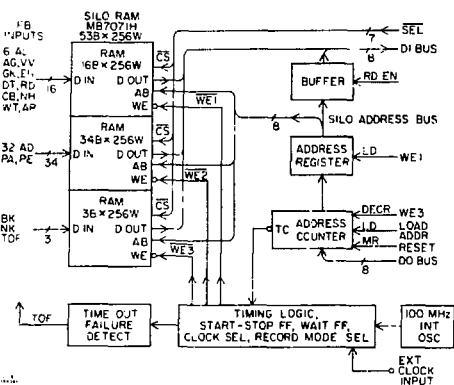 FB
INPUTS
6 AL
AG,VV
GK,EH
DT,RD
CB,NH
WT,AP
16
SILO RAM
MB7071H
53B×256W
RAM
16B×256W
D IN
D OUT
AB
WE
CS
WE1
32 AD
PA,PE
34
RAM
34B×256W
D IN
D OUT
AB
WE
CS
WE2
BK
NK
TOF
3
RAM
3B×256W
D IN
D OUT
AB
WE
CS
WE3
SEL
7
DI BUS
8
BUFFER
RD EN
SILO ADDRESS BUS
8
ADDRESS
REGISTER
LD
WE1
TC
ADDRESS
COUNTER
DECR
WE3
LD
LOAD
ADDR
MR
RESET
DO BUS
8
TOF
TIME OUT
FAILURE
DETECT
TIMING LOGIC,
START-STOP FF, WAIT FF,
CLOCK SEL, RECORD MODE SEL
100 MHz
INT
OSC
EXT
CLOCK
INPUT